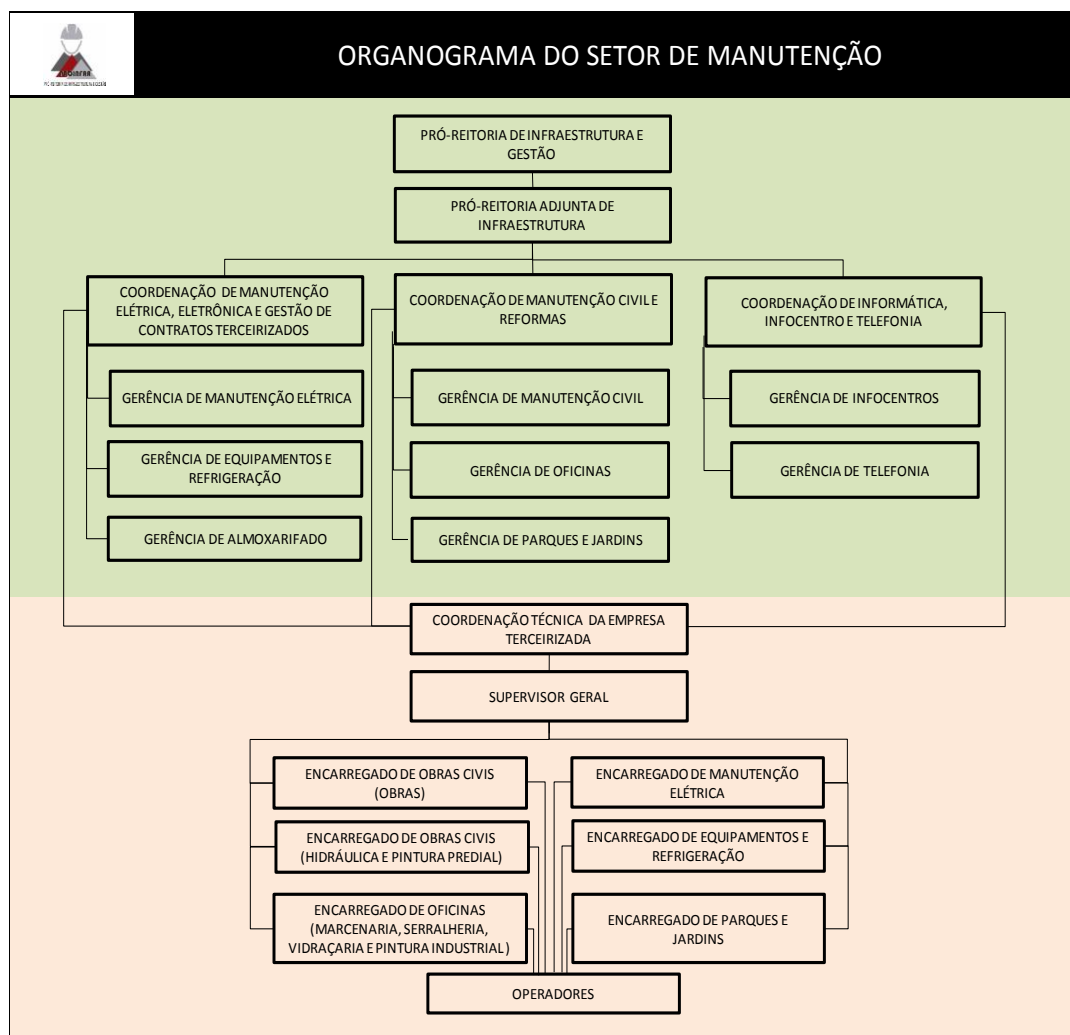 ORGANOGRAMA DO SETOR DE MANUTENÇÃO
PRÓ-REITORIA DE INFRAESTRUTURA E
GESTÃO
PRÓ-REITORIA ADJUNTA DE
INFRAESTRUTURA
COORDENAÇÃO DE MANUTENÇÃO
ELÉTRICA, ELETRÔNICA E GESTÃO DE
CONTRATOS TERCEIRIZADOS
COORDENAÇÃO DE MANUTENÇÃO CIVIL E
REFORMAS
COORDENAÇÃO DE INFORMÁTICA,
INFOCENTRO E TELEFONIA
GERÊNCIA DE MANUTENÇÃO ELÉTRICA
GERÊNCIA DE MANUTENÇÃO CIVIL
GERÊNCIA DE INFOCENTROS
GERÊNCIA DE EQUIPAMENTOS E
REFRIGERAÇÃO
GERÊNCIA DE OFICINAS
GERÊNCIA DE TELEFONIA
GERÊNCIA DE ALMOXARIFADO
GERÊNCIA DE PARQUES E JARDINS
COORDENAÇÃO TÉCNICA DA EMPRESA
TERCEIRIZADA
SUPERVISOR GERAL
ENCARREGADO DE OBRAS CIVIS
(OBRAS)
ENCARREGADO DE MANUTENÇÃO
ELÉTRICA
ENCARREGADO DE OBRAS CIVIS
(HIDRÁULICA E PINTURA PREDIAL)
ENCARREGADO DE EQUIPAMENTOS E
REFRIGERAÇÃO
ENCARREGADO DE OFICINAS
(MARCENARIA, SERRALHERIA,
VIDRAÇARIA E PINTURA INDUSTRIAL)
ENCARREGADO DE PARQUES E
JARDINS
OPERADORES